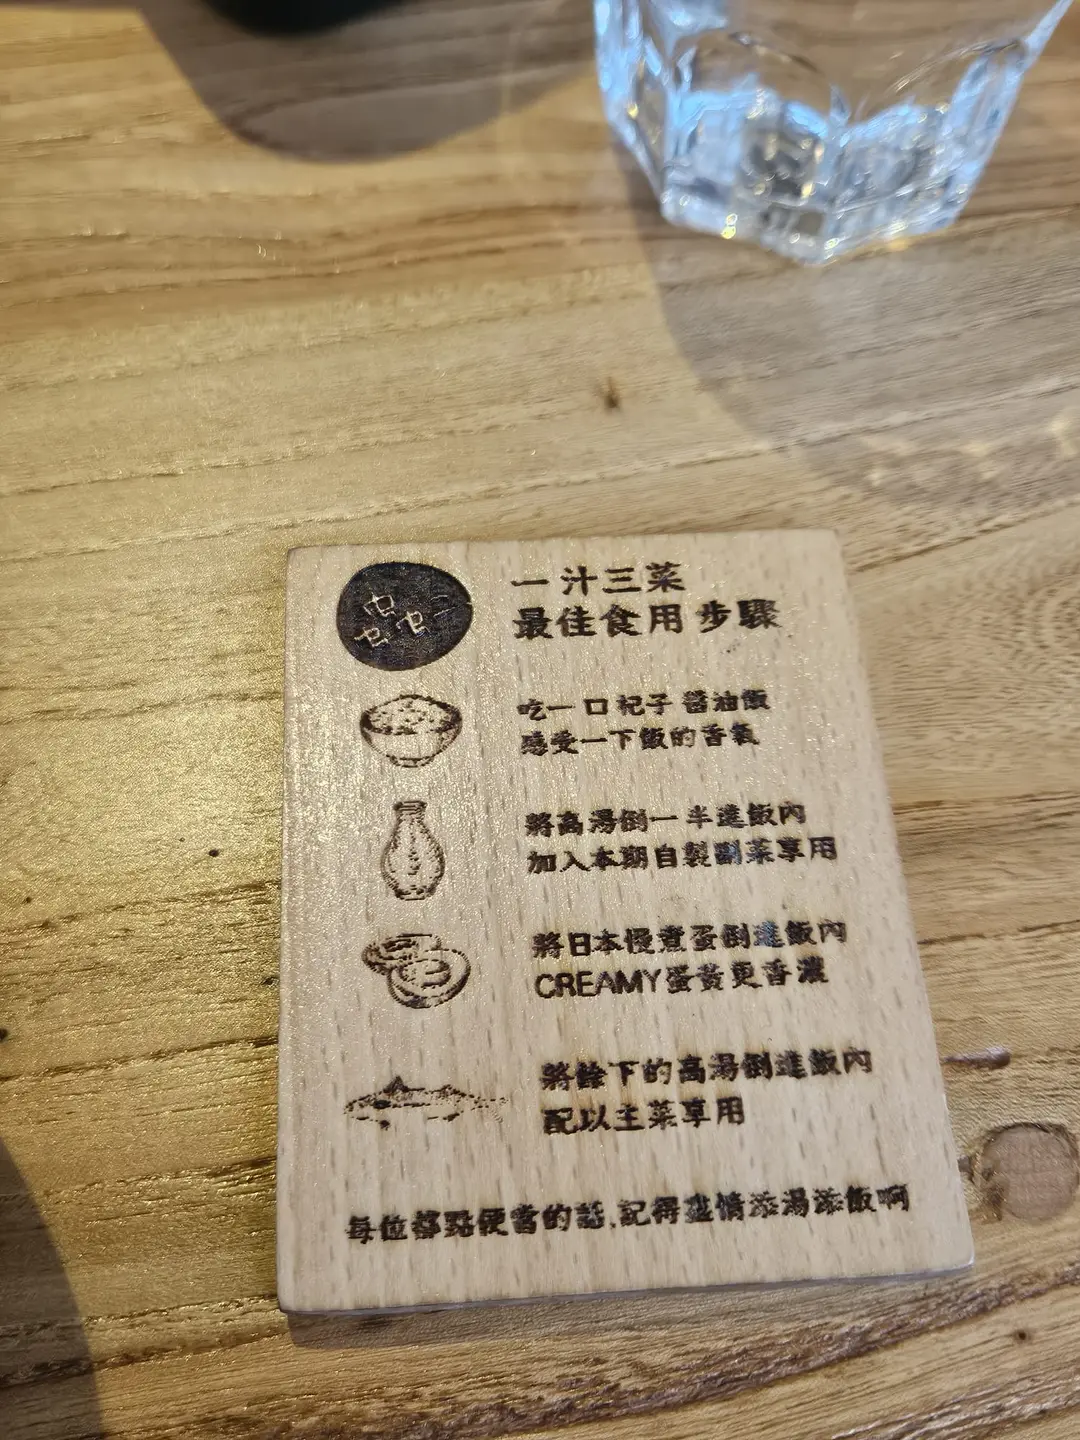 一汁三菜
最佳食用步驟
吃一口杞子醬油飯
感受一下飯的香氣
將高湯倒一半進飯內
加入本期自製副菜享用
將日本慢煮蛋倒進飯內
CREAMY蛋黃更香濃
將餘下的高湯倒進飯內
配以主菜享用
每位都點便當的話,記得盡情添湯添飯啊